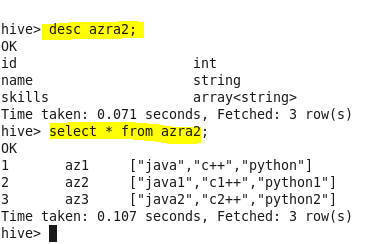 hive> desc azra2;
OK
id                      int
name                    string
skills                  array<string>
Time taken: 0.071 seconds, Fetched: 3 row(s)
hive> select * from azra2;
OK
1       az1     ["java","c++","python"]
2       az2     ["java1","c1++","python1"]
3       az3     ["java2","c2++","python2"]
Time taken: 0.107 seconds, Fetched: 3 row(s)
hive>